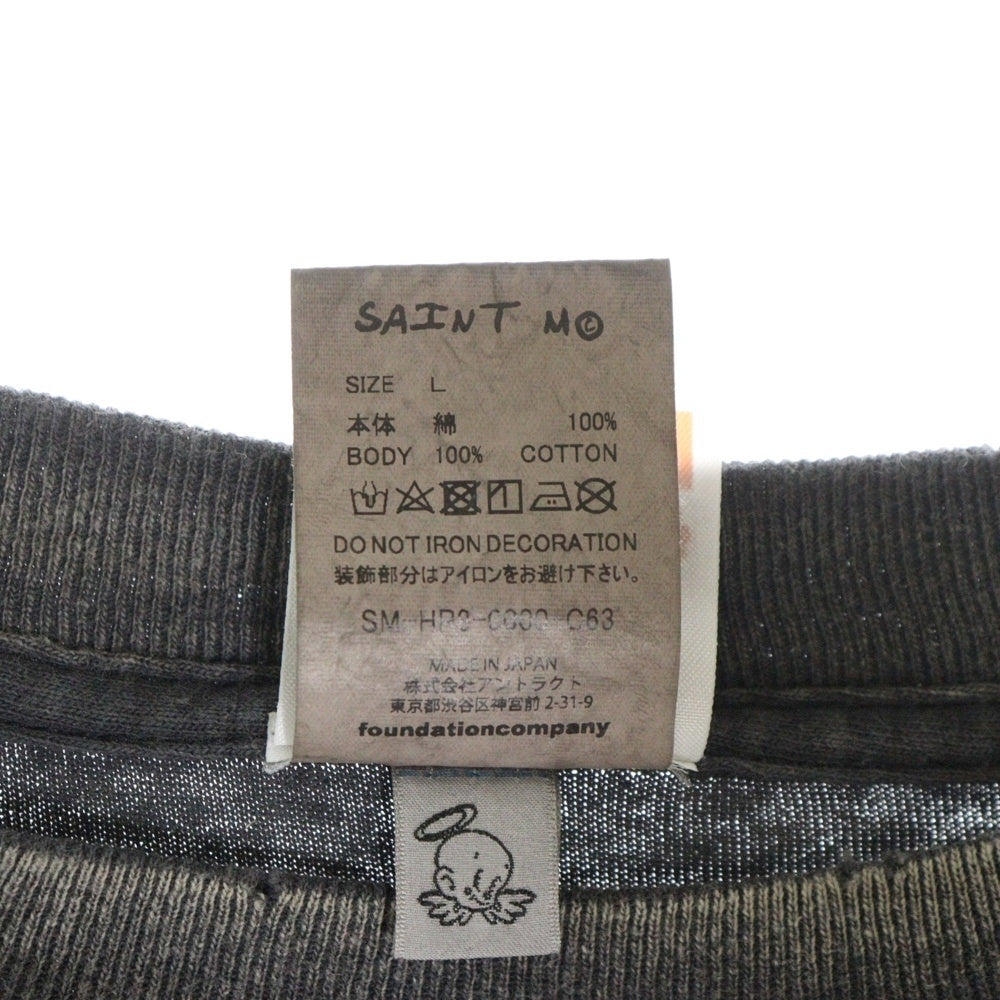 SAINT M©
SIZE L
本体 綿 100%
BODY 100% COTTON
DO NOT IRON DECORATION
装飾部分はアイロンをお避け下さい。
MADE IN JAPAN
株式会社アントラクト
東京都渋谷区神宮前2-31-9
foundationcompany